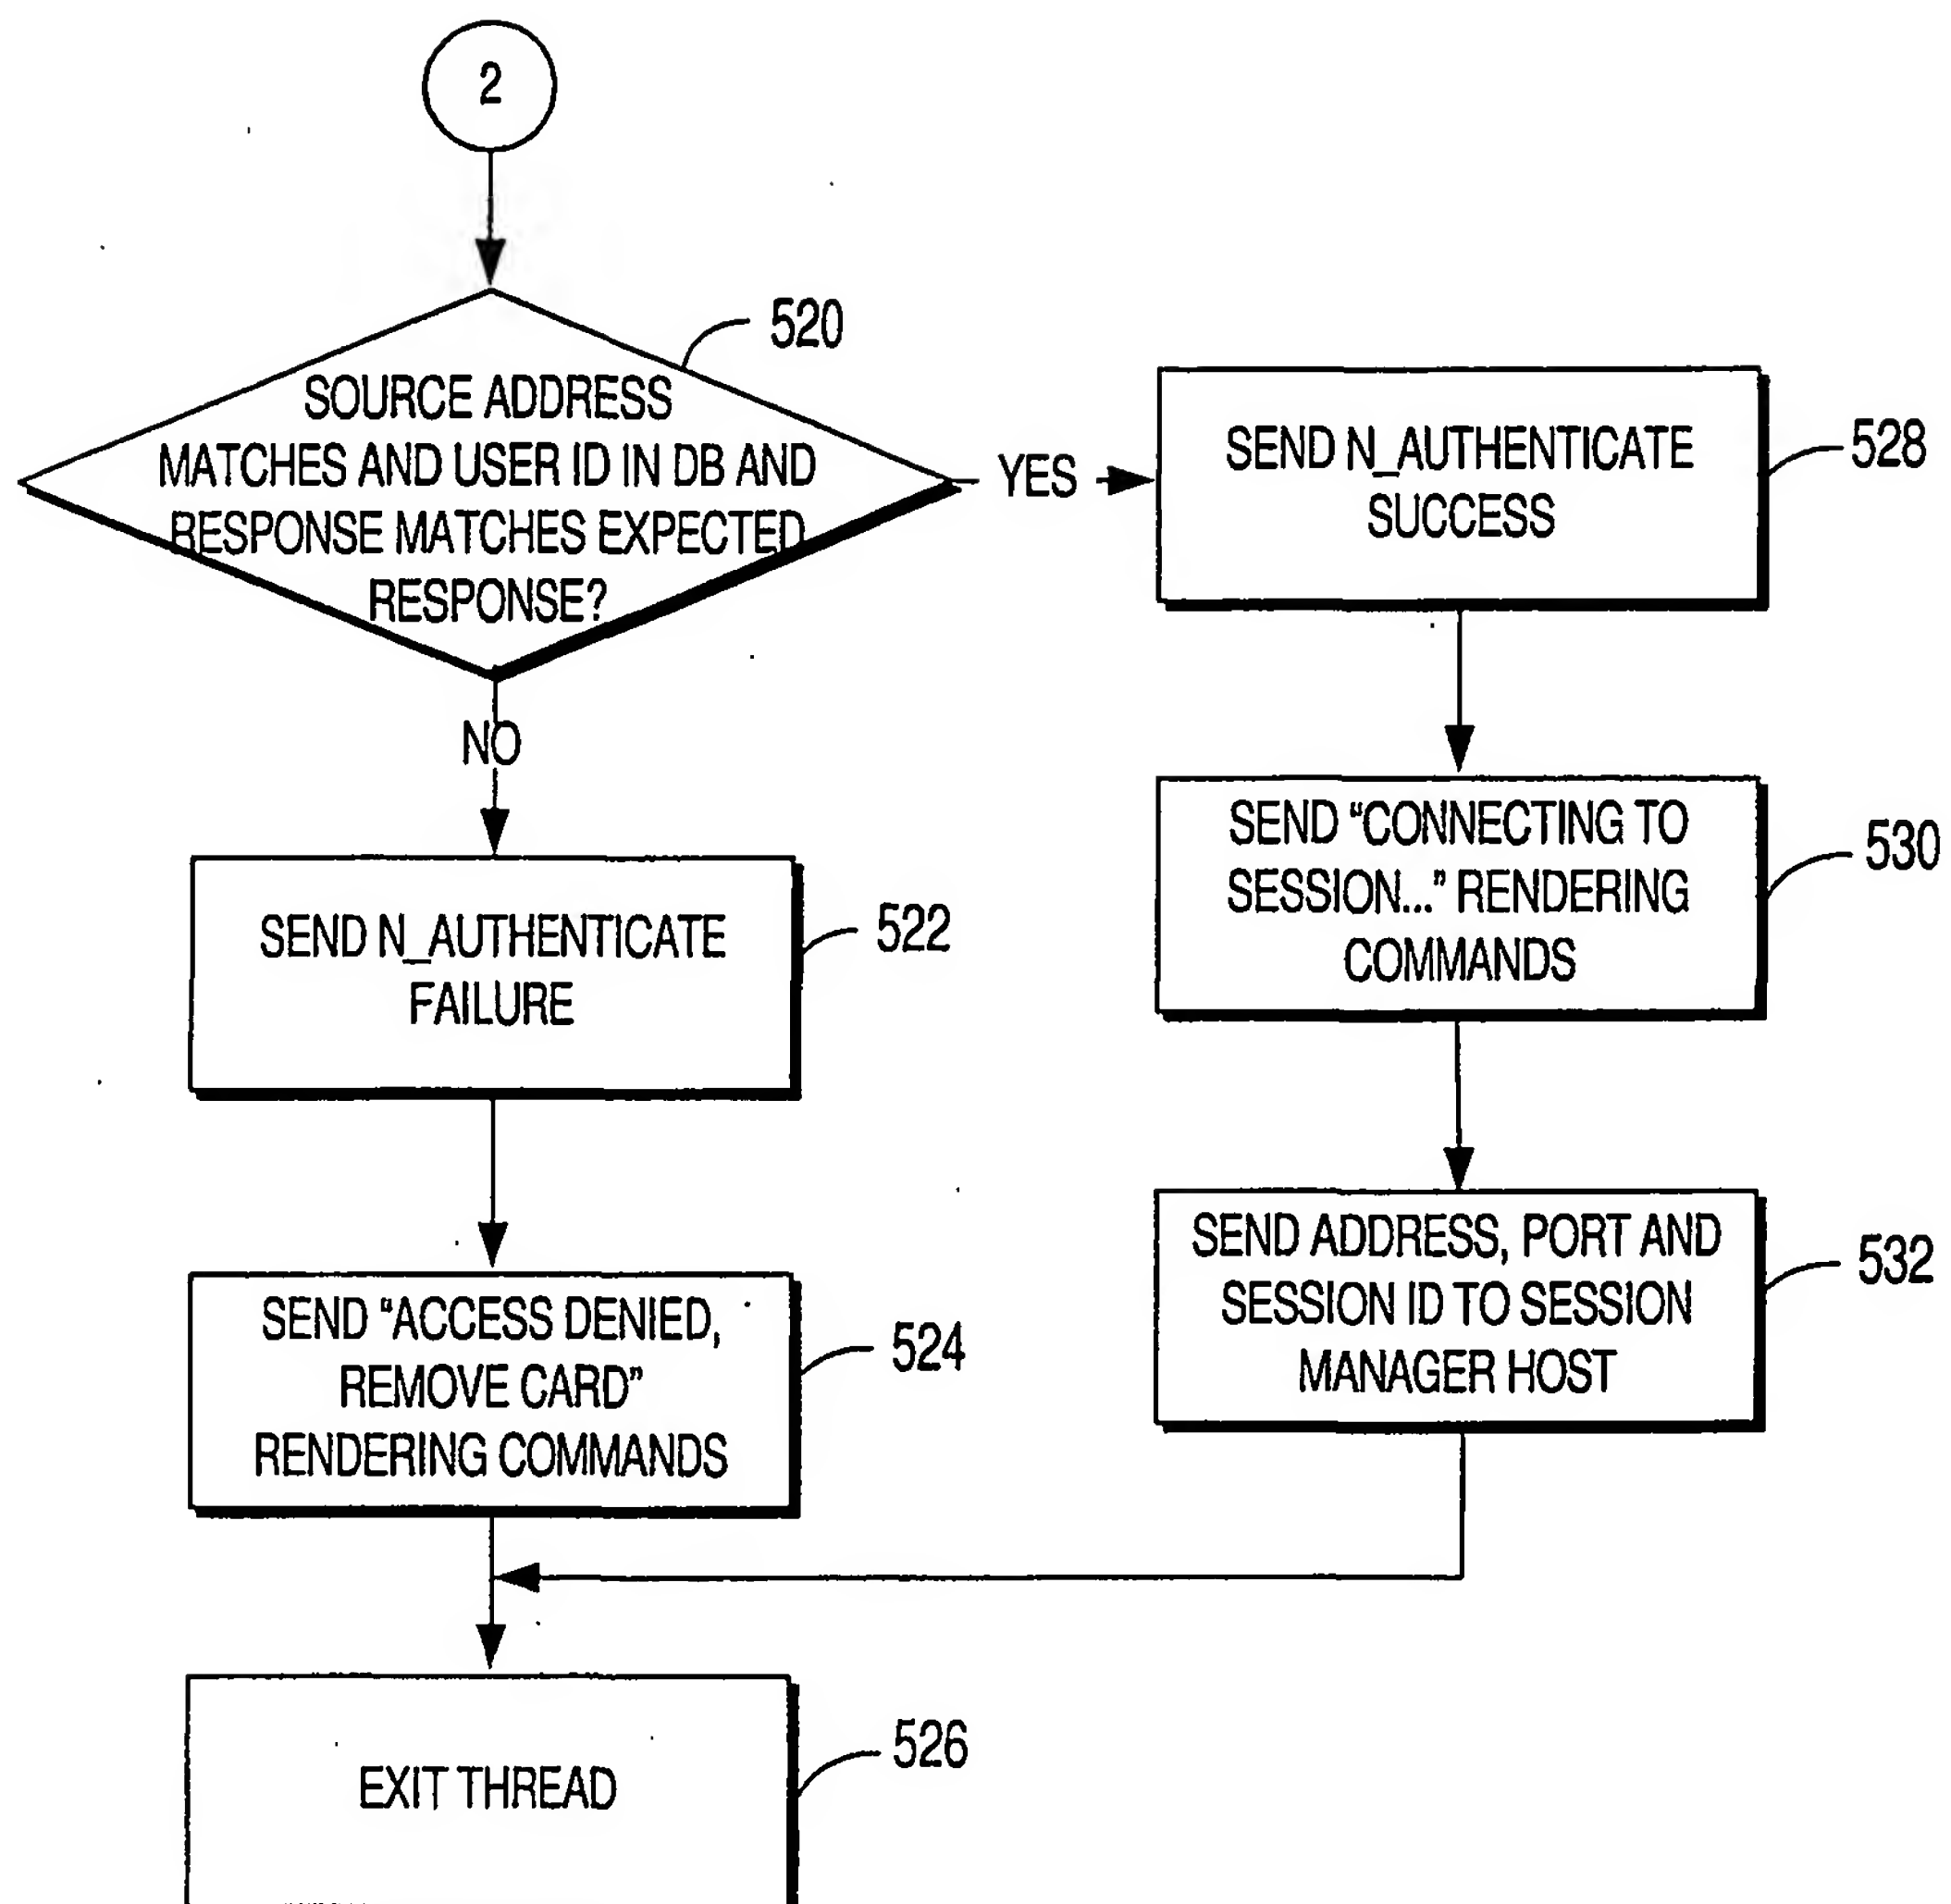 2
520
SOURCE ADDRESS
MATCHES AND USER ID IN DB AND
RESPONSE MATCHES EXPECTED
RESPONSE?
YES
SEND N_AUTHENTICATE
SUCCESS
528
NO
SEND "CONNECTING TO
SESSION..." RENDERING
COMMANDS
530
SEND N_AUTHENTICATE
FAILURE
522
SEND ADDRESS, PORT AND
SESSION ID TO SESSION
MANAGER HOST
532
SEND "ACCESS DENIED,
REMOVE CARD"
RENDERING COMMANDS
524
EXIT THREAD
526